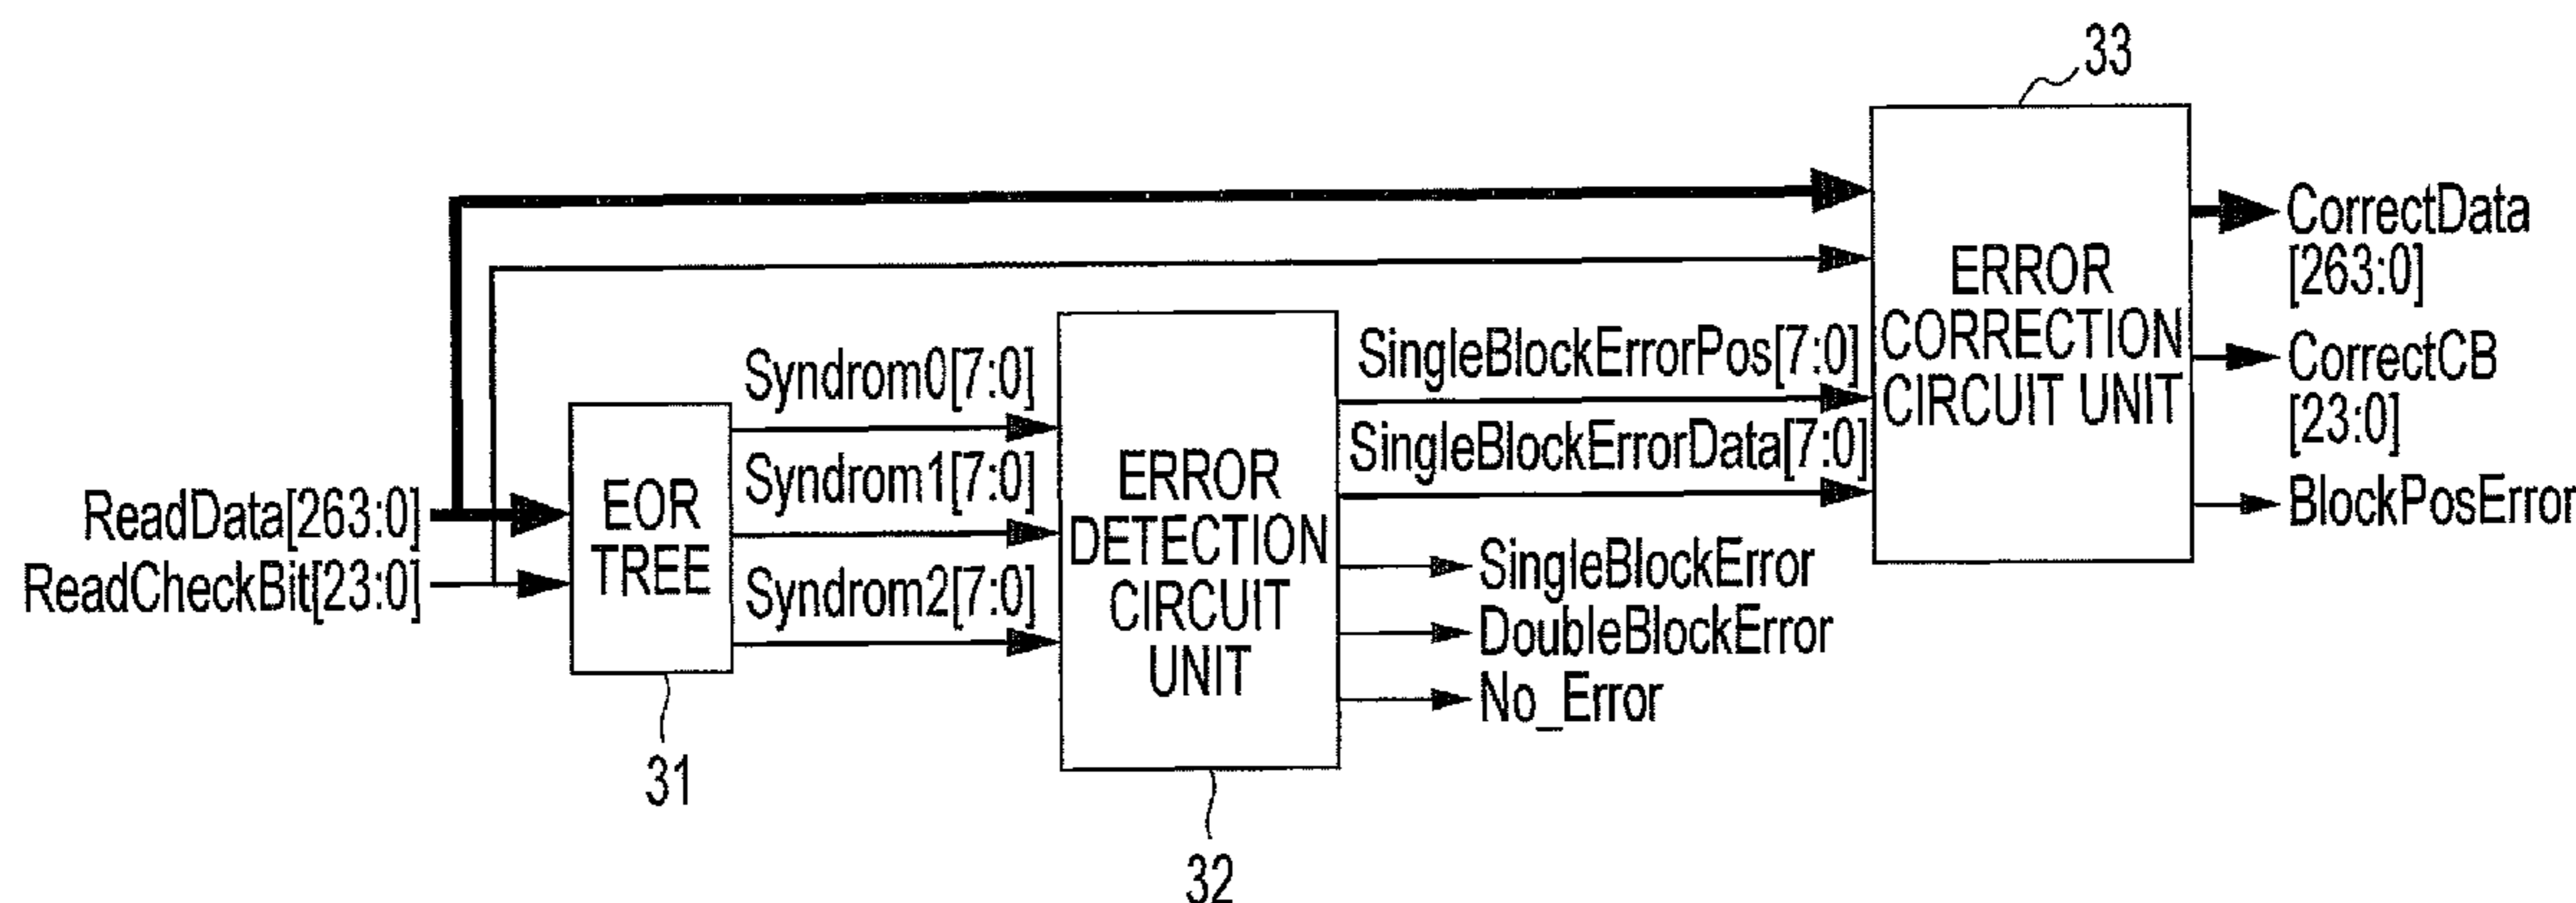 33
CorrectData
[263:0]
ERROR
CORRECTION
CIRCUIT UNIT
CorrectCB
[23:0]
BlockPosError
SingleBlockErrorPos[7:0]
SingleBlockErrorData[7:0]
Syndrom0[7:0]
Syndrom1[7:0]
Syndrom2[7:0]
ERROR
DETECTION
CIRCUIT
UNIT
EOR
TREE
ReadData[263:0]
ReadCheckBit[23:0]
SingleBlockError
DoubleBlockError
No_Error
31
32